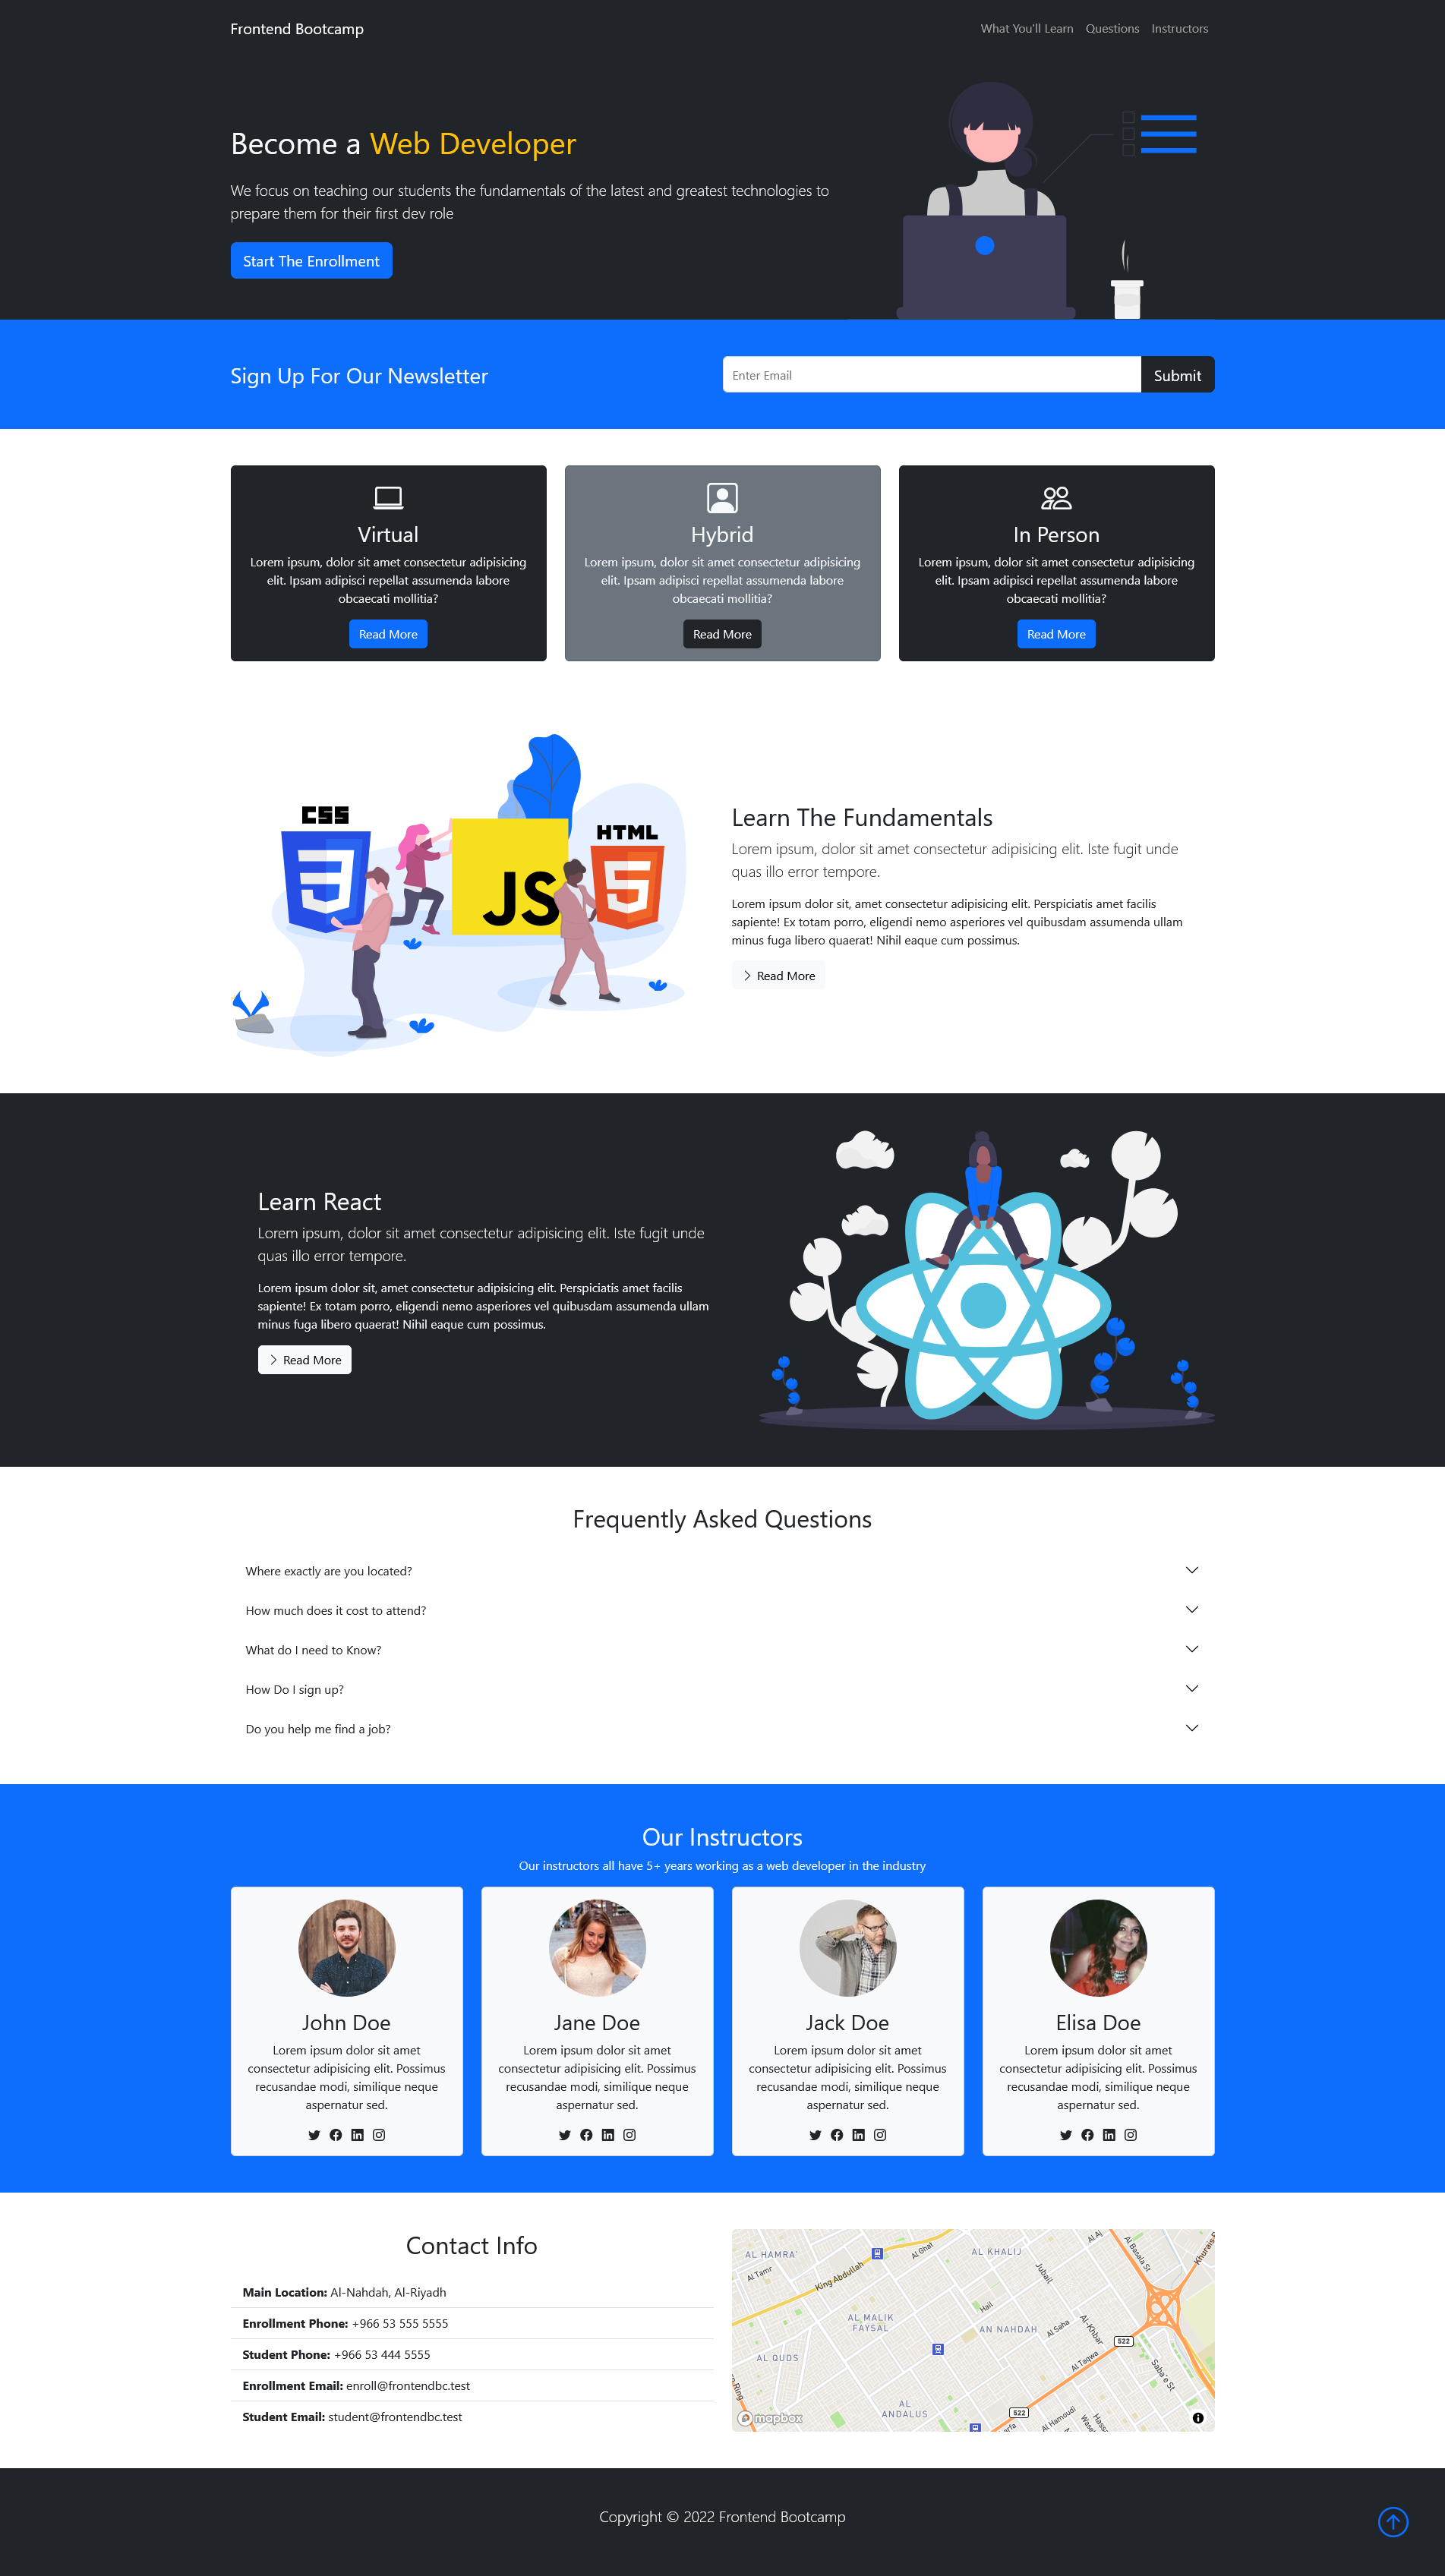 Frontend Bootcamp
What You'll Learn
Questions
Instructors
Become a Web Developer
We focus on teaching our students the fundamentals of the latest and greatest technologies to
prepare them for their first dev role
Start The Enrollment
Sign Up For Our Newsletter
Enter Email
Submit
Virtual
Lorem ipsum, dolor sit amet consectetur adipisicing
elit. Ipsam adipisci repellat assumenda labore
obcaecati mollitia?
Read More
Hybrid
Lorem ipsum, dolor sit amet consectetur adipisicing
elit. Ipsam adipisci repellat assumenda labore
obcaecati mollitia?
Read More
In Person
Lorem ipsum, dolor sit amet consectetur adipisicing
elit. Ipsam adipisci repellat assumenda labore
obcaecati mollitia?
Read More
CSS
JS
HTML
Learn The Fundamentals
Lorem ipsum, dolor sit amet consectetur adipisicing elit. Iste fugit unde
quas illo error tempore.
Lorem ipsum dolor sit, amet consectetur adipisicing elit. Perspiciatis amet facilis
sapiente! Ex totam porro, eligendi nemo asperiores vel quibusdam assumenda ullam
minus fuga libero quaerat! Nihil eaque cum possimus.
Read More
Learn React
Lorem ipsum, dolor sit amet consectetur adipisicing elit. Iste fugit unde
quas illo error tempore.
Lorem ipsum dolor sit, amet consectetur adipisicing elit. Perspiciatis amet facilis
sapiente! Ex totam porro, eligendi nemo asperiores vel quibusdam assumenda ullam
minus fuga libero quaerat! Nihil eaque cum possimus.
Read More
Frequently Asked Questions
Where exactly are you located?
How much does it cost to attend?
What do I need to Know?
How Do I sign up?
Do you help me find a job?
Our Instructors
Our instructors all have 5+ years working as a web developer in the industry
John Doe
Lorem ipsum dolor sit amet
consectetur adipisicing elit. Possimus
recusandae modi, similique neque
aspernatur sed.
Jane Doe
Lorem ipsum dolor sit amet
consectetur adipisicing elit. Possimus
recusandae modi, similique neque
aspernatur sed.
Jack Doe
Lorem ipsum dolor sit amet
consectetur adipisicing elit. Possimus
recusandae modi, similique neque
aspernatur sed.
Elisa Doe
Lorem ipsum dolor sit amet
consectetur adipisicing elit. Possimus
recusandae modi, similique neque
aspernatur sed.
Contact Info
Main Location: Al-Nahdah, Al-Riyadh
Enrollment Phone: +966 53 555 5555
Student Phone: +966 53 444 5555
Enrollment Email: enroll@frontendbc.test
Student Email: student@frontendbc.test
AL HAMRA'
Al Tamr
King Abdullah
Al Ghat
AL KHALIJ
Al Aj
Al Basala St
Khurais
Jubail
AL MALIK
FAYSAL
Hail
AN NAHDAH
Al Saha
Al-Khbar
522
AL QUDS
Al Taqwa
Saba'e St
n Ring
AL
ANDALUS
522
Al Hamoudi
mapbox
Copyright © 2022 Frontend Bootcamp